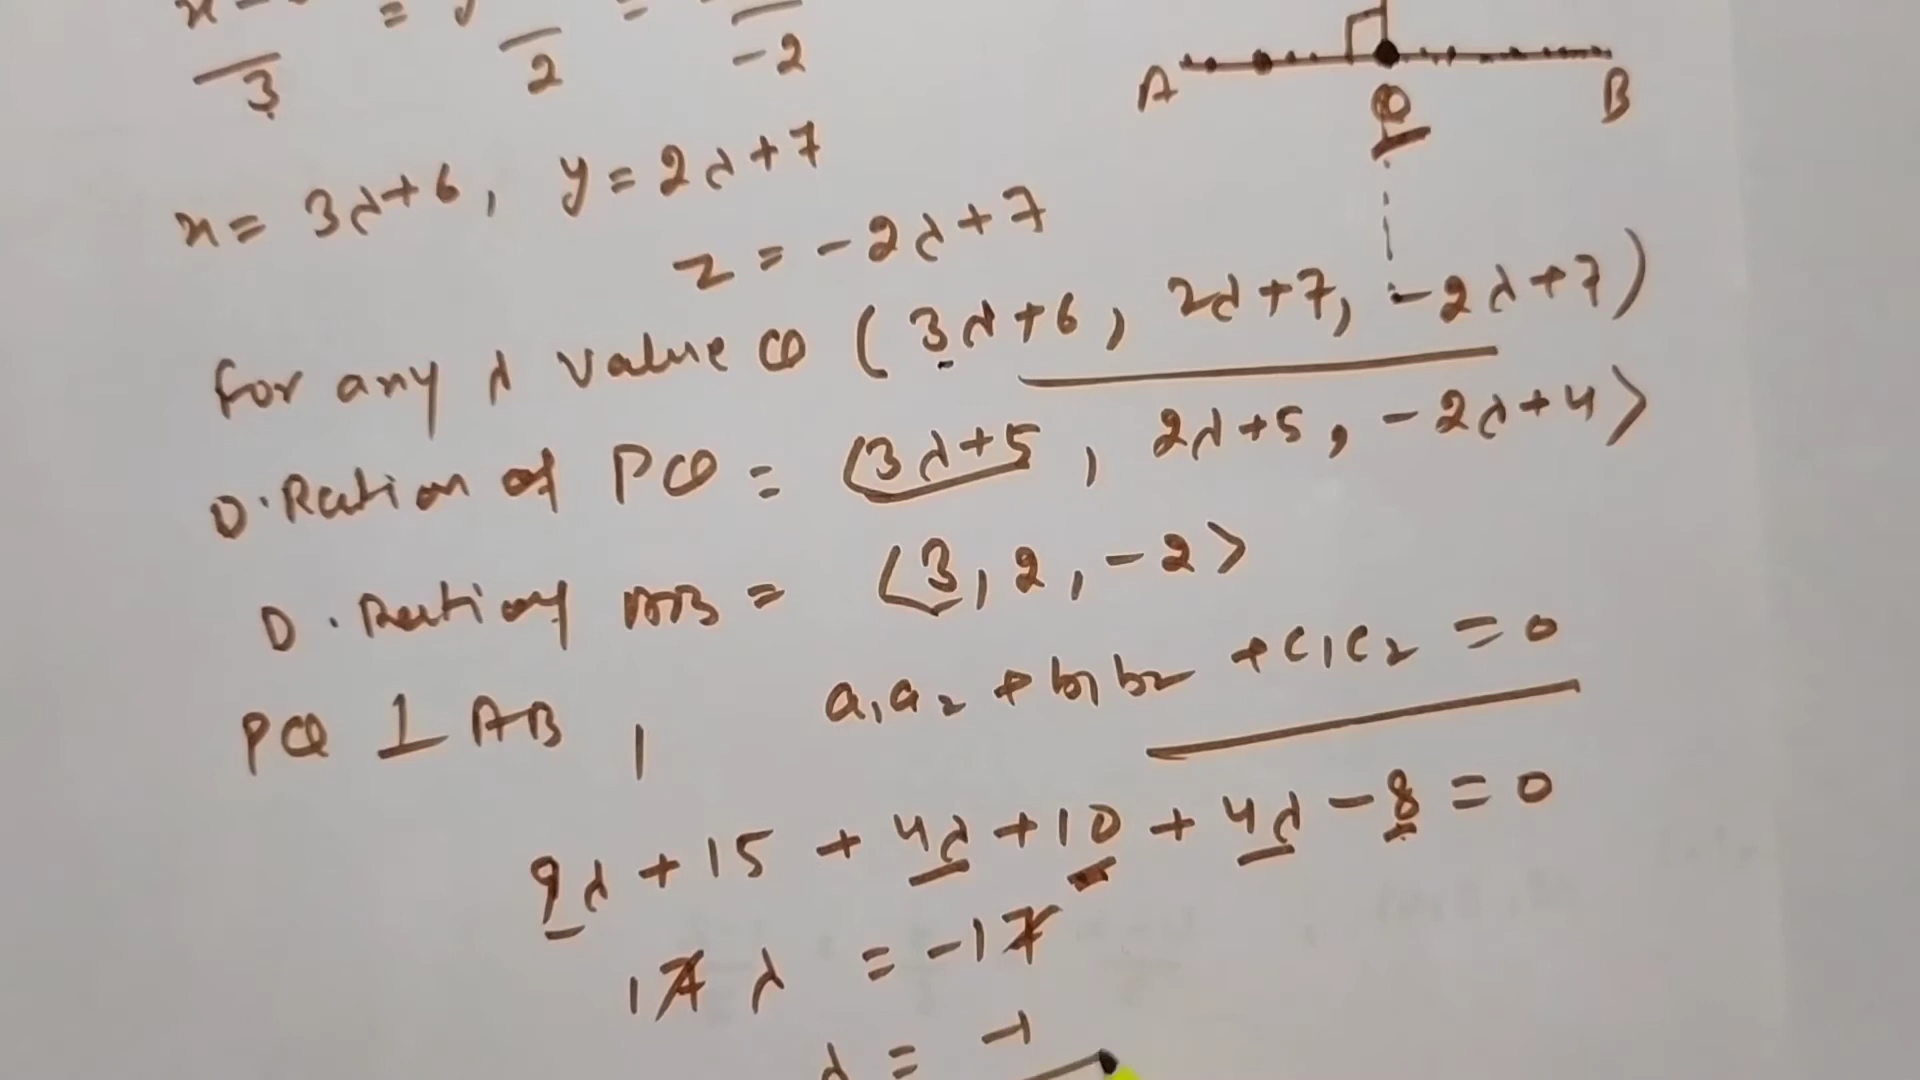 3 = 2 = -2
A Q B
x = 3λ+6, y = 2λ+7
z = -2λ+7
for any λ value Q (3λ+6, 2λ+7, -2λ+7)
D.Ration of PQ = <3λ+5, 2λ+5, -2λ+4>
D.Ration of AB = <3, 2, -2>
PQ ⊥ AB, a₁a₂ + b₁b₂ + c₁c₂ = 0
9λ + 15 + 4λ + 10 + 4λ - 8 = 0
17λ = -17
λ = -1